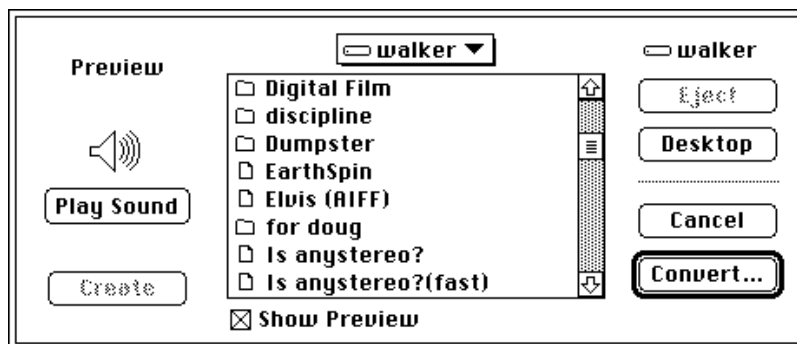 Preview
Play Sound
Create
walker
Digital Film
discipline
Dumpster
EarthSpin
Elvis (AIFF)
for doug
Is anystereo?
Is anystereo?(fast)
Show Preview
walker
Eject
Desktop
Cancel
Convert...